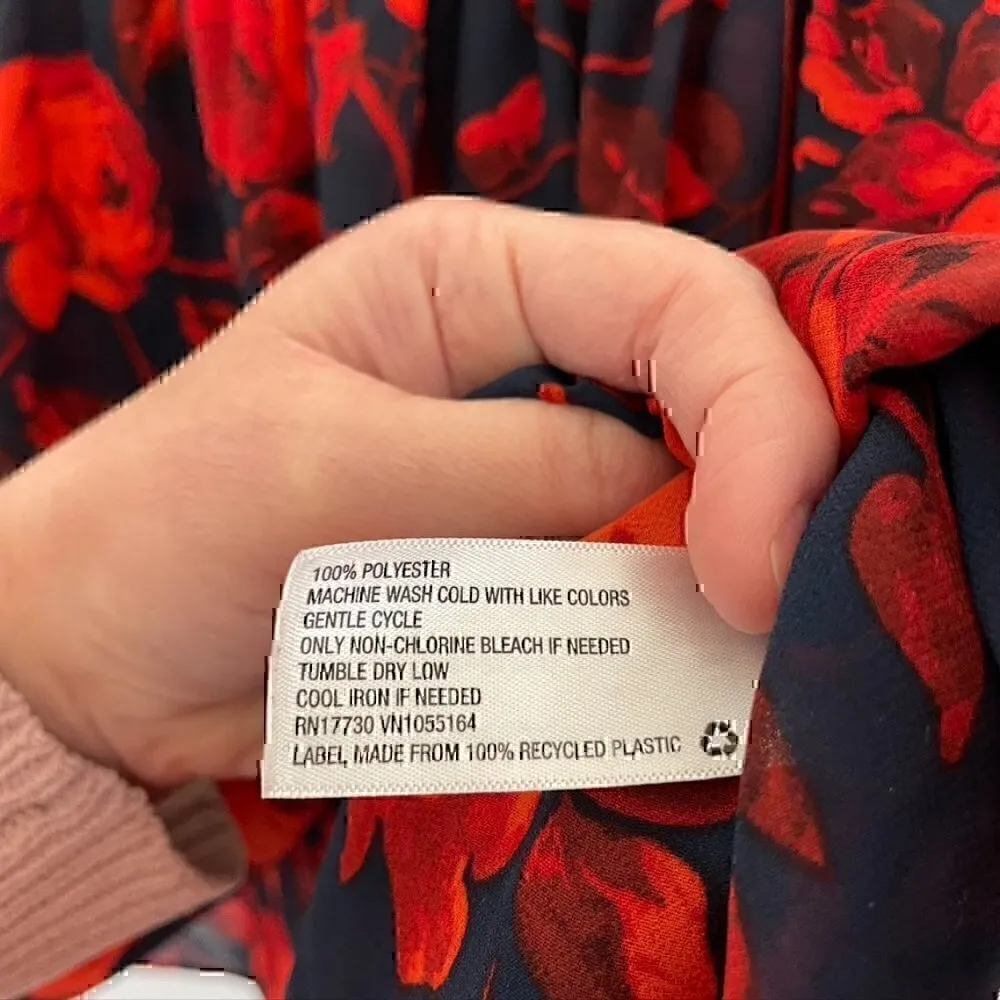 100% POLYESTER
MACHINE WASH COLD WITH LIKE COLORS
GENTLE CYCLE
ONLY NON-CHLORINE BLEACH IF NEEDED
TUMBLE DRY LOW
COOL IRON IF NEEDED
RN17730 VN1055164
LABEL MADE FROM 100% RECYCLED PLASTIC